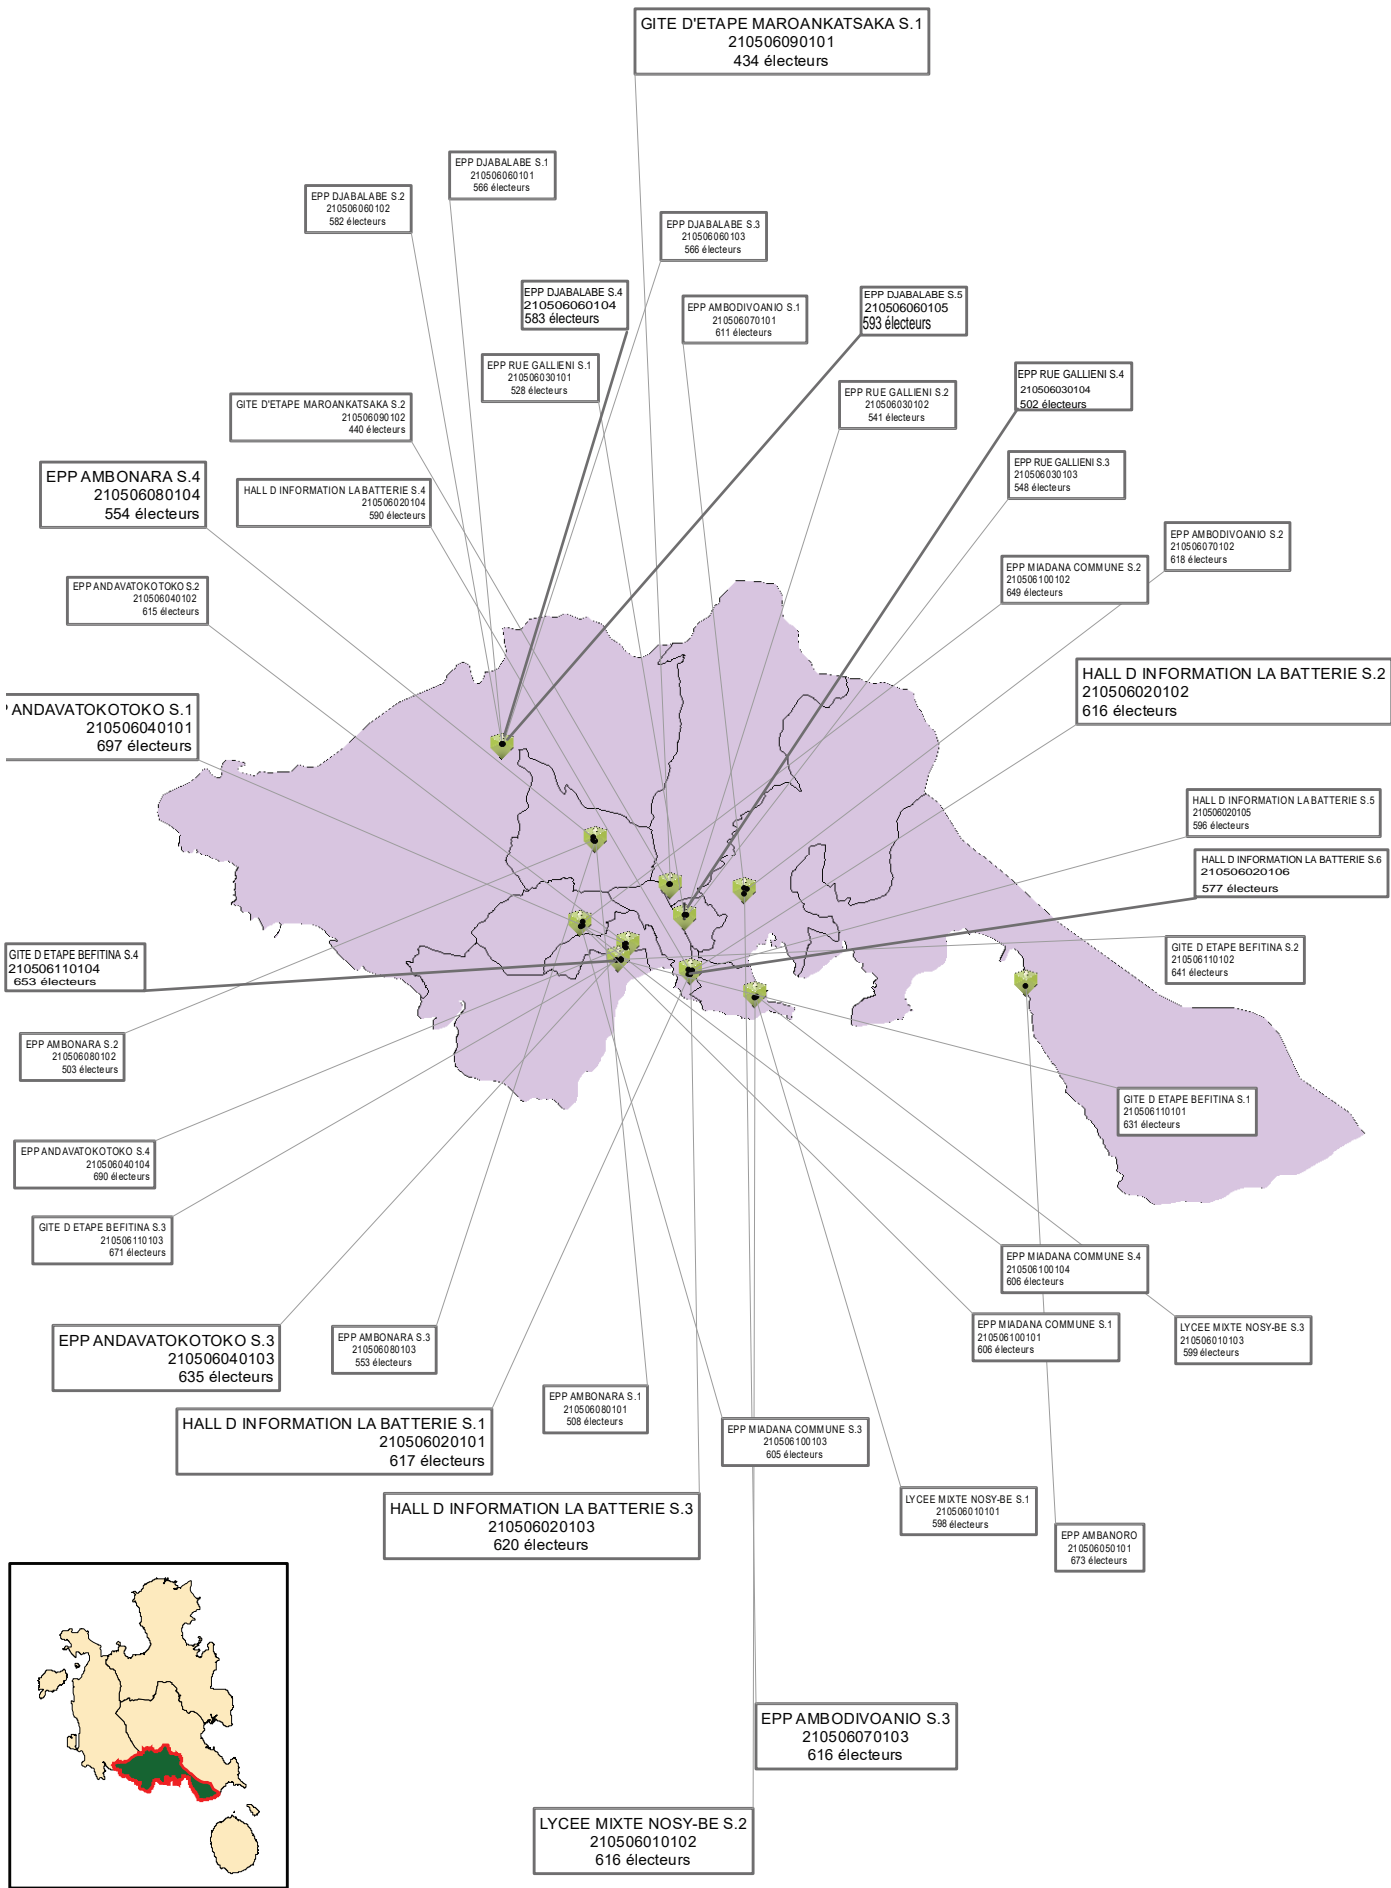 GITE D'ETAPE MAROANKATSAKA S.1
210506090101
434 électeurs
EPP DJABALABE S.1
210506060101
566 électeurs
EPP DJABALABE S.2
210506060102
582 électeurs
EPP DJABALABE S.3
210506060103
566 électeurs
EPP DJABALABE S.4
210506060104
583 électeurs
EPP AMBODIVOANIO S.1
210506070101
611 électeurs
EPP DJABALABE S.5
210506060105
593 électeurs
EPP RUE GALLIENI S.1
210506030101
528 électeurs
EPP RUE GALLIENI S.4
210506030104
502 électeurs
EPP RUE GALLIENI S.2
210506030102
541 électeurs
GITE D'ETAPE MAROANKATSAKA S.2
210506090102
440 électeurs
EPP RUE GALLIENI S.3
210506030103
548 électeurs
EPP AMBONARA S.4
210506080104
554 électeurs
HALL D INFORMATION LA BATTERIE S.4
210506020104
590 électeurs
EPP AMBODIVOANIO S.2
210506070102
618 électeurs
EPP MIADANA COMMUNE S.2
210506100102
649 électeurs
EPP ANDAVATOKOTOKO S.2
210506040102
615 électeurs
HALL D INFORMATION LA BATTERIE S.2
210506020102
616 électeurs
ANDAVATOKOTOKO S.1
210506040101
697 électeurs
HALL D INFORMATION LA BATTERIE S.5
210506020105
596 électeurs
HALL D INFORMATION LA BATTERIE S.6
210506020106
577 électeurs
GITE D ETAPE BEFITINA S.4
210506110104
653 électeurs
GITE D ETAPE BEFITINA S.2
210506110102
641 électeurs
EPP AMBONARA S.2
210506080102
503 électeurs
GITE D ETAPE BEFITINA S.1
210506110101
631 électeurs
EPP ANDAVATOKOTOKO S.4
210506040104
690 électeurs
GITE D ETAPE BEFITINA S.3
210506110103
671 électeurs
EPP MIADANA COMMUNE S.4
210506100104
606 électeurs
EPP MIADANA COMMUNE S.1
210506100101
606 électeurs
LYCEE MIXTE NOSY-BE S.3
210506010103
599 électeurs
EPP ANDAVATOKOTOKO S.3
210506040103
635 électeurs
EPP AMBONARA S.3
210506080103
553 électeurs
EPP AMBONARA S.1
210506080101
508 électeurs
HALL D INFORMATION LA BATTERIE S.1
210506020101
617 électeurs
EPP MIADANA COMMUNE S.3
210506100103
605 électeurs
HALL D INFORMATION LA BATTERIE S.3
210506020103
620 électeurs
LYCEE MIXTE NOSY-BE S.1
210506010101
598 électeurs
EPP AMBANORO
210506050101
673 électeurs
EPP AMBODIVOANIO S.3
210506070103
616 électeurs
LYCEE MIXTE NOSY-BE S.2
210506010102
616 électeurs